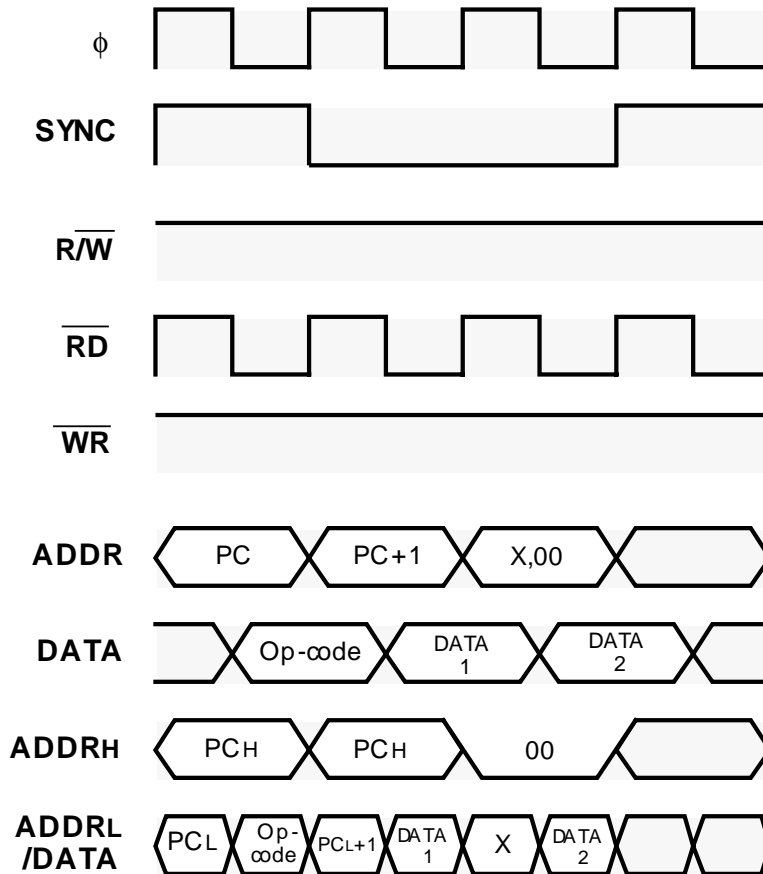 ϕ
SYNC
R/W
RD
WR
ADDR
PC
PC+1
X,00
DATA
Op-code
DATA
1
DATA
2
ADDRH
PCH
PCH
00
ADDRL
/DATA
PCL
Op-
code
PCL+1
DATA
1
X
DATA
2